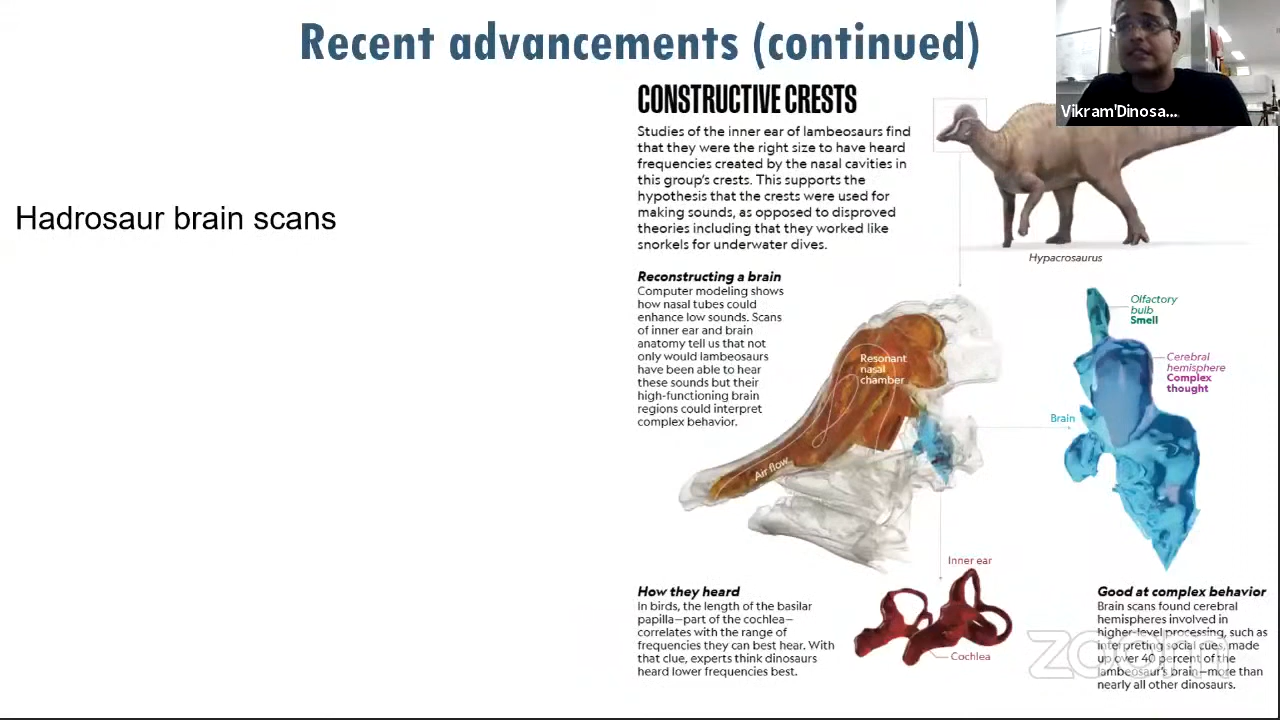 Recent advancements (continued)
Vikram'Dinosa...
Hadrosaur brain scans
CONSTRUCTIVE CRESTS
Studies of the inner ear of lambeosaurs find
that they were the right size to have heard
frequencies created by the nasal cavities in
this group's crests. This supports the
hypothesis that the crests were used for
making sounds, as opposed to disproved
theories including that they worked like
snorkels for underwater dives.
Hypacrosaurus
Reconstructing a brain
Computer modeling shows
how nasal tubes could
enhance low sounds. Scans
of inner ear and brain
anatomy tell us that not
only would lambeosaurs
have been able to hear
these sounds but their
high-functioning brain
regions could interpret
complex behavior.
Resonant
nasal
chamber
Air flow
Olfactory
bulb
Smell
Cerebral
hemisphere
Complex
thought
Brain
Inner ear
Cochlea
How they heard
In birds, the length of the basilar
papilla—part of the cochlea—
correlates with the range of
frequencies they can best hear. With
that clue, experts think dinosaurs
heard lower frequencies best.
Good at complex behavior
Brain scans found cerebral
hemispheres involved in
higher-level processing, such as
interpreting social cues, made
up over 40 percent of the
lambeosaur's brain—more than
nearly all other dinosaurs.
zoom